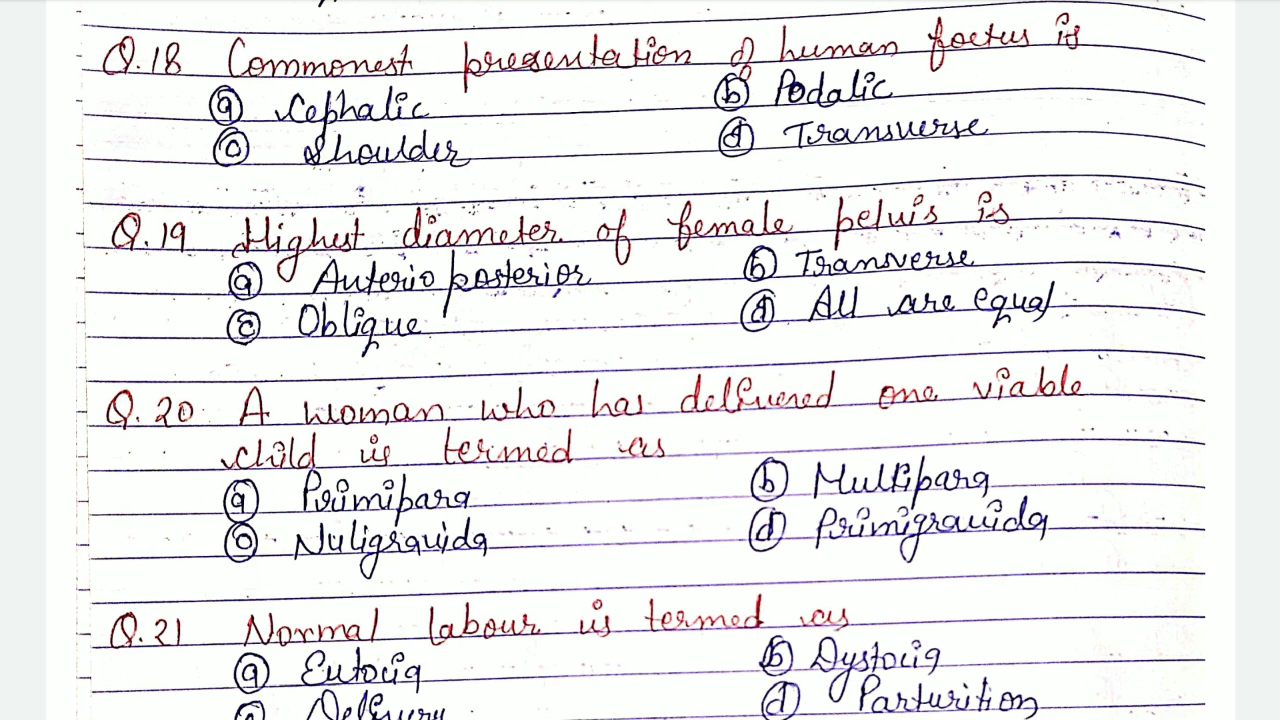 Q.18 Commonest presentation of human foetus is
ⓐ Cephalic ⓑ Podalic
ⓒ Shoulder ⓓ Transverse
Q.19 Highest diameter of female pelvis is
ⓐ Anterio posterior ⓑ Transverse
ⓒ Oblique ⓓ All are equal
Q.20 A woman who has delivered one viable
child is termed as
ⓐ Primipara ⓑ Multipara
ⓒ Nuligravida ⓓ Primigravida
Q.21 Normal labour is termed as
ⓐ Eutocia ⓑ Dystocia
ⓒ Delivery ⓓ Parturition